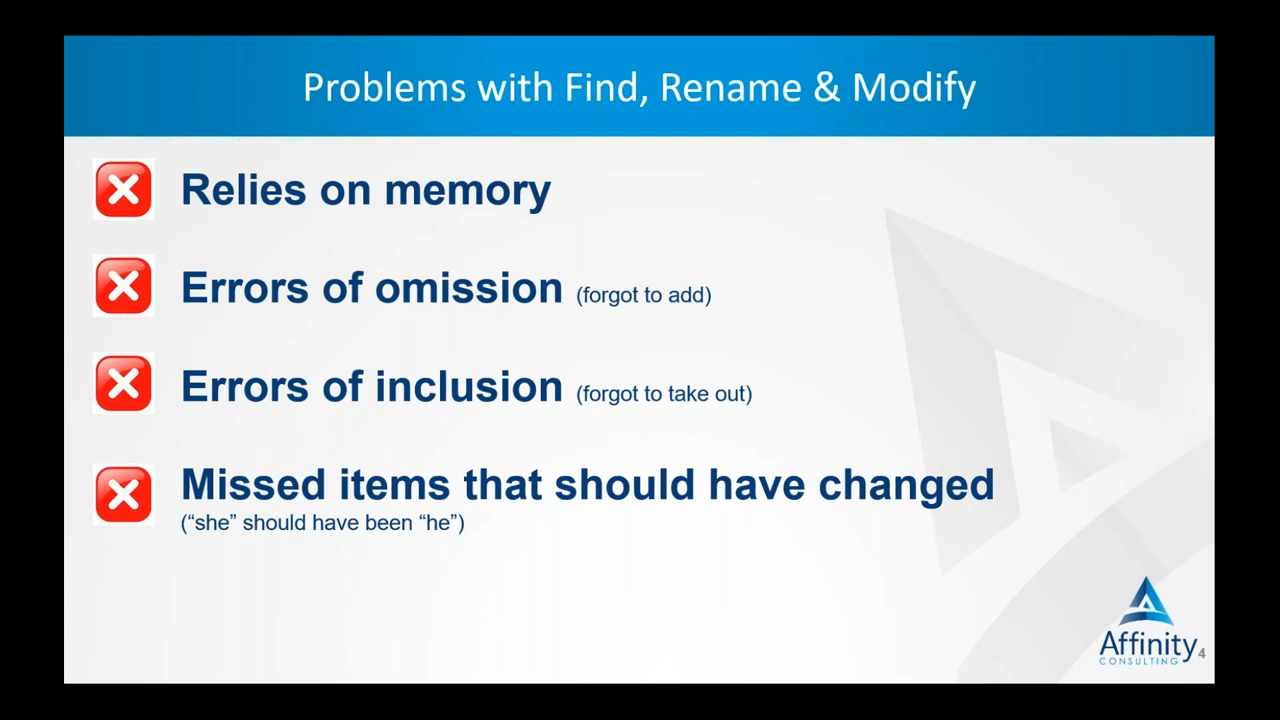 Problems with Find, Rename & Modify
Relies on memory
Errors of omission (forgot to add)
Errors of inclusion (forgot to take out)
Missed items that should have changed
(“she” should have been “he”)
Affinity
CONSULTING
4